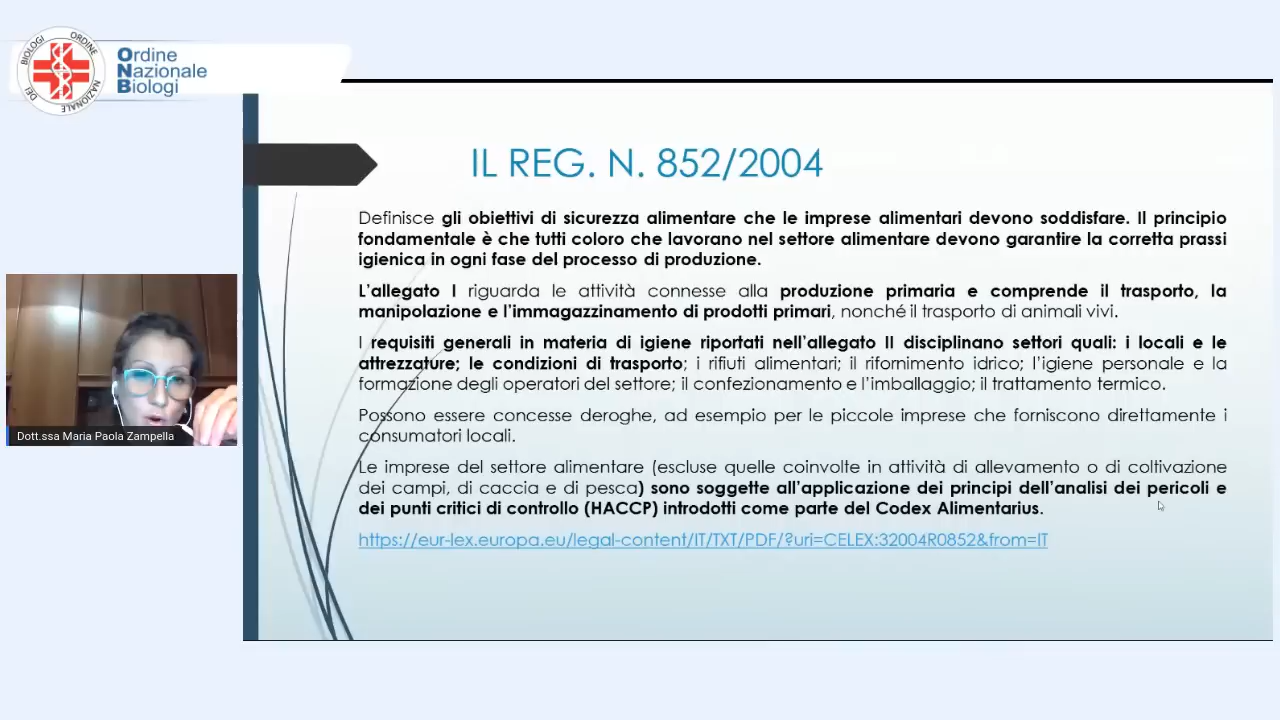 ORDINE
NAZIONALE
DEI
BIOLOGI
Ordine
Nazionale
Biologi
IL REG. N. 852/2004
Definisce gli obiettivi di sicurezza alimentare che le imprese alimentari devono soddisfare. Il principio
fondamentale è che tutti coloro che lavorano nel settore alimentare devono garantire la corretta prassi
igienica in ogni fase del processo di produzione.
L’allegato I riguarda le attività connesse alla produzione primaria e comprende il trasporto, la
manipolazione e l’immagazzinamento di prodotti primari, nonché il trasporto di animali vivi.
I requisiti generali in materia di igiene riportati nell’allegato II disciplinano settori quali: i locali e le
attrezzature; le condizioni di trasporto; i rifiuti alimentari; il rifornimento idrico; l’igiene personale e la
formazione degli operatori del settore; il confezionamento e l’imballaggio; il trattamento termico.
Possono essere concesse deroghe, ad esempio per le piccole imprese che forniscono direttamente i
consumatori locali.
Le imprese del settore alimentare (escluse quelle coinvolte in attività di allevamento o di coltivazione
dei campi, di caccia e di pesca) sono soggette all’applicazione dei principi dell’analisi dei pericoli e
dei punti critici di controllo (HACCP) introdotti come parte del Codex Alimentarius.
https://eur-lex.europa.eu/legal-content/IT/TXT/PDF/?uri=CELEX:32004R0852&from=IT
Dott.ssa Maria Paola Zampella